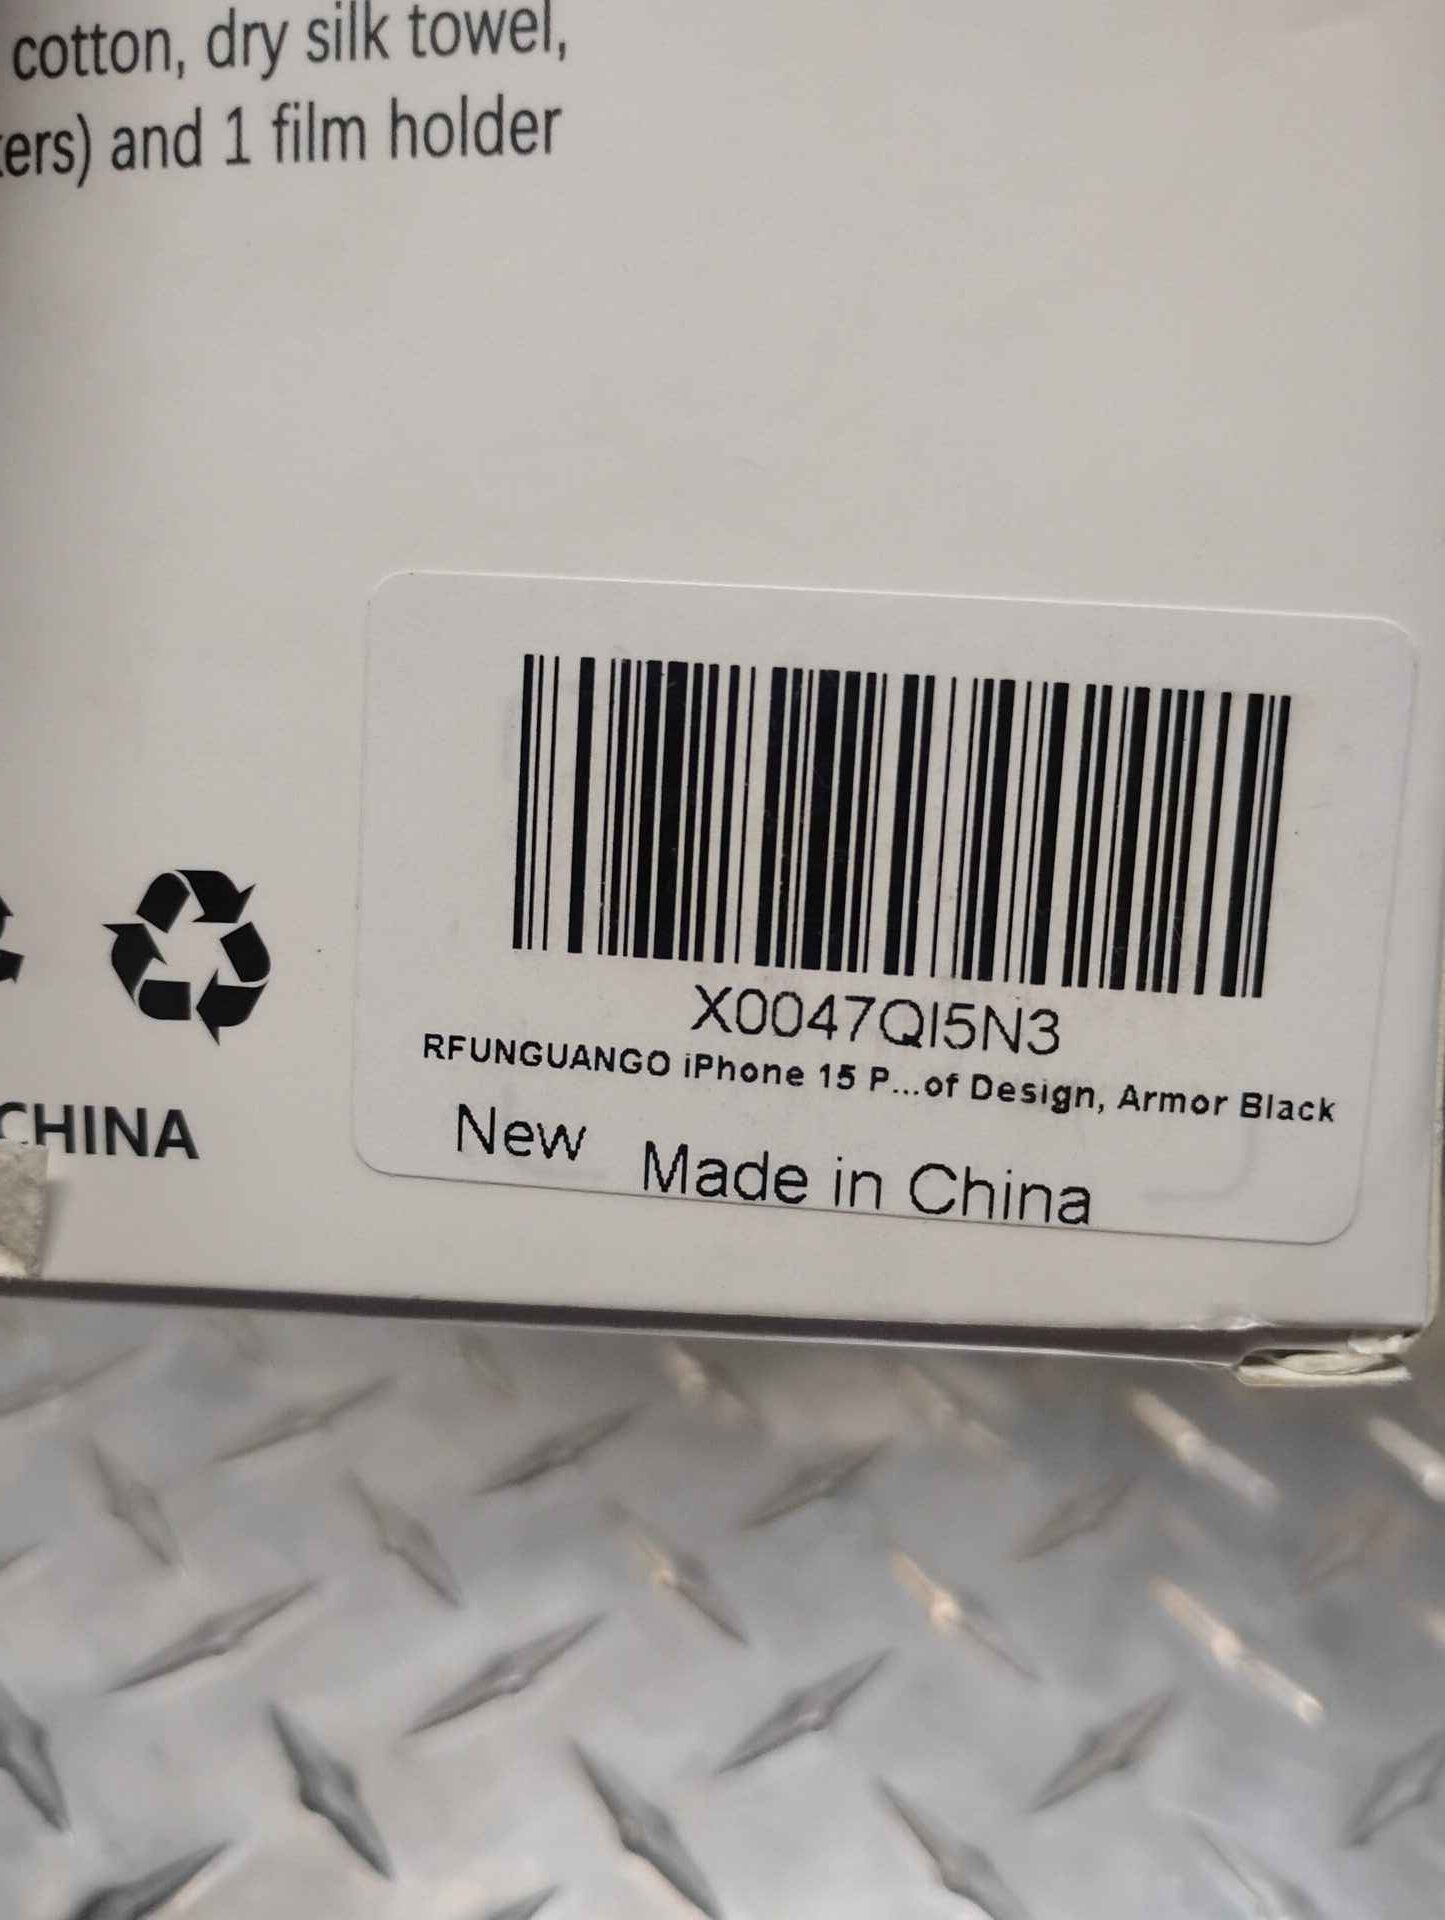 cotton, dry silk towel,
ers) and 1 film holder
X0047QI5N3
RFUNGUANGO iPhone 15 P...of Design, Armor Black
New Made in China
CHINA